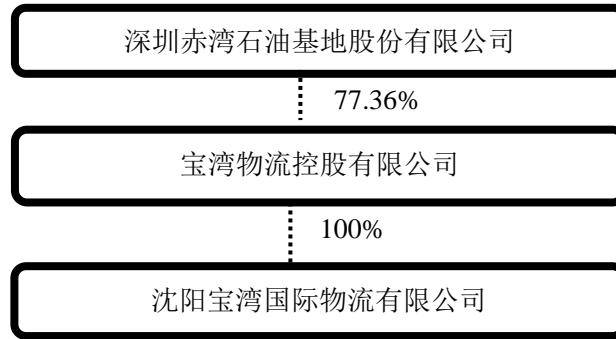 深圳赤湾石油基地股份有限公司
77.36%
宝湾物流控股有限公司
100%
沈阳宝湾国际物流有限公司